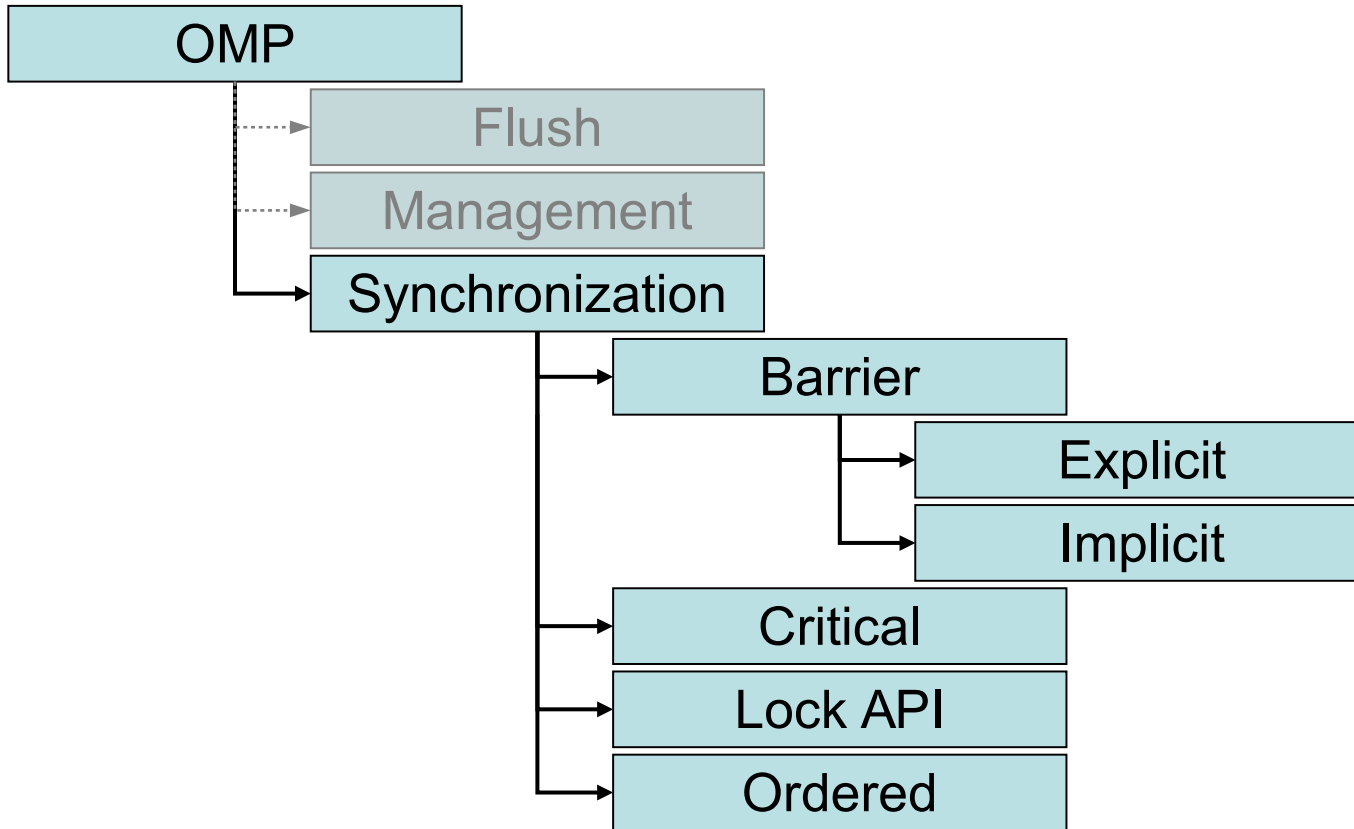 OMP
Flush
Management
Synchronization
Barrier
Explicit
Implicit
Critical
Lock API
Ordered